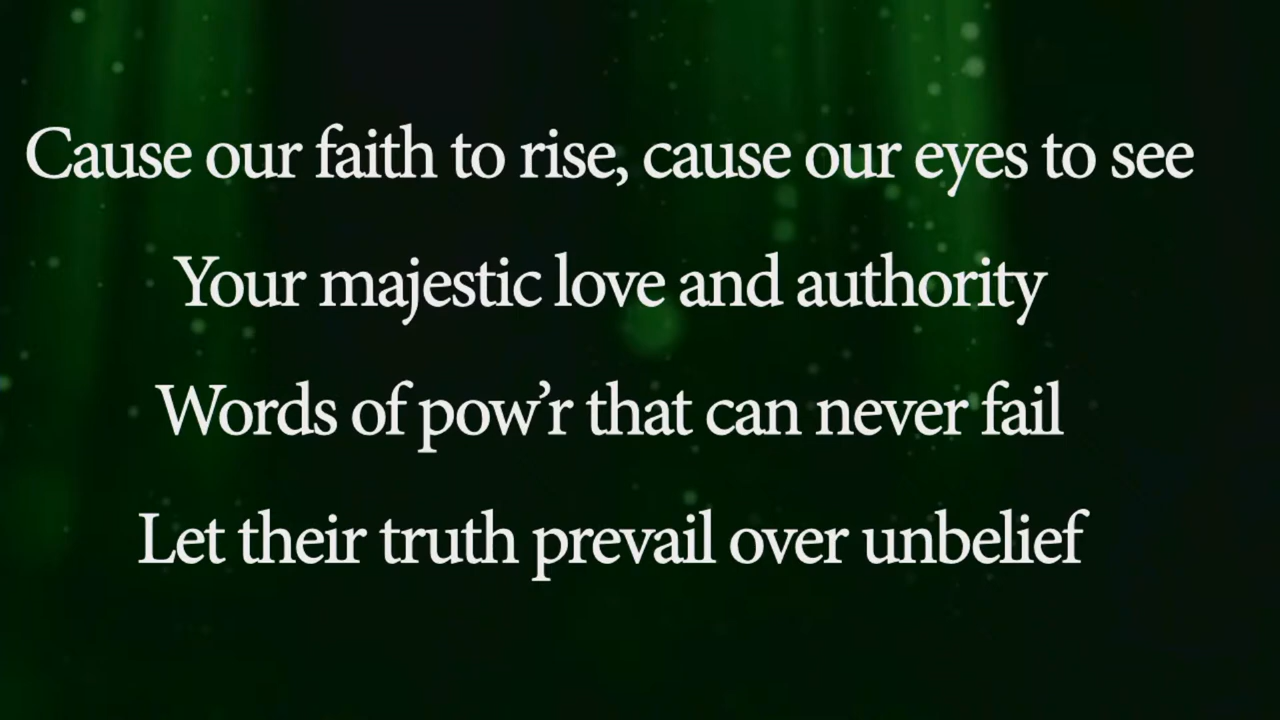 Cause our faith to rise, cause our eyes to see
Your majestic love and authority
Words of pow’r that can never fail
Let their truth prevail over unbelief